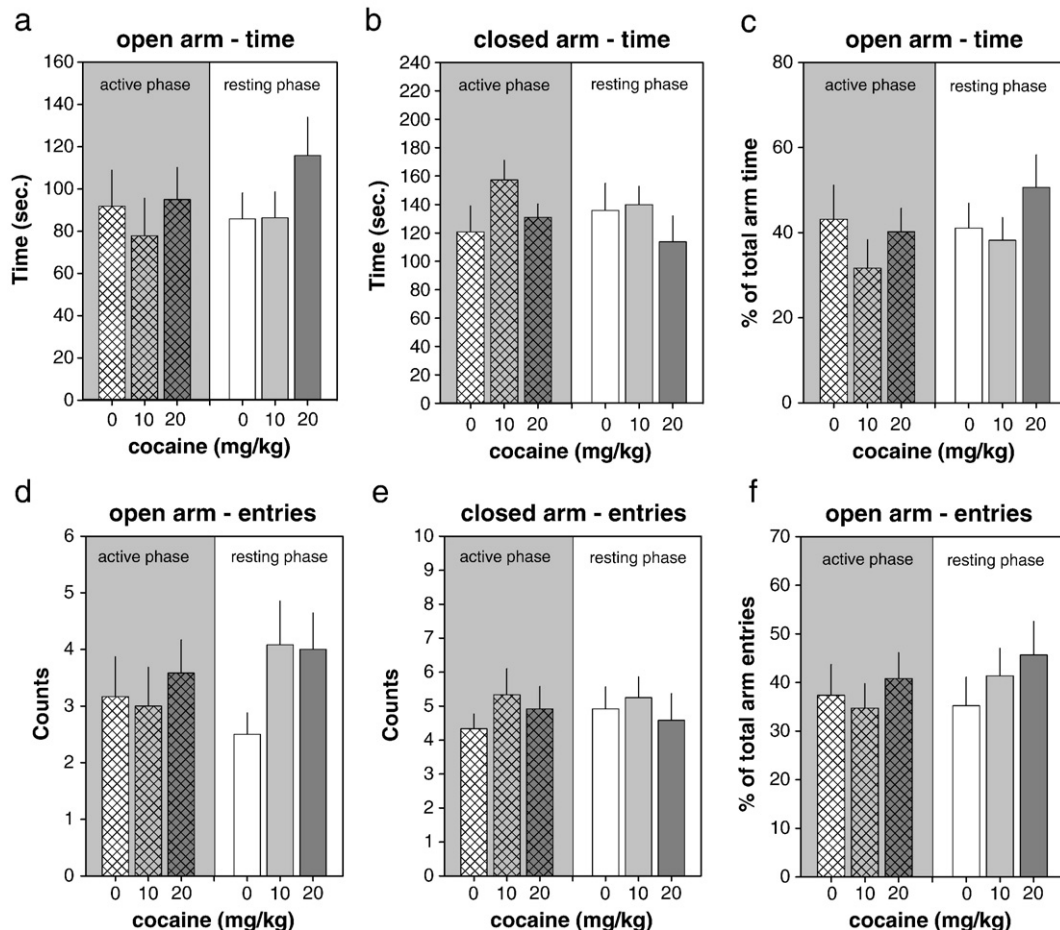 a
open arm - time
160
140
120
100
80
60
40
20
0
Time (sec.)
active phase
resting phase
0 10 20 0 10 20
cocaine (mg/kg)
b
closed arm - time
240
220
200
180
160
140
120
100
80
60
40
20
0
Time (sec.)
active phase
resting phase
0 10 20 0 10 20
cocaine (mg/kg)
c
open arm - time
80
60
40
20
0
% of total arm time
active phase
resting phase
0 10 20 0 10 20
cocaine (mg/kg)
d
open arm - entries
6
5
4
3
2
1
0
Counts
active phase
resting phase
0 10 20 0 10 20
cocaine (mg/kg)
e
closed arm - entries
10
9
8
7
6
5
4
3
2
1
0
Counts
active phase
resting phase
0 10 20 0 10 20
cocaine (mg/kg)
f
open arm - entries
70
60
50
40
30
20
10
0
% of total arm entries
active phase
resting phase
0 10 20 0 10 20
cocaine (mg/kg)